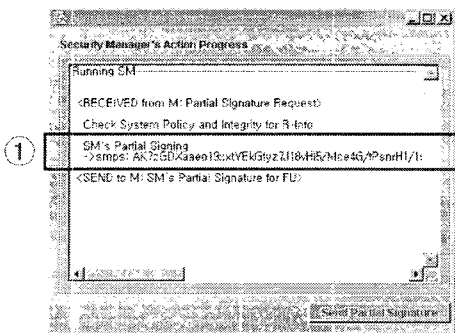 Security Manager's Action Progress
Running SM
<RECEIVED from M: Partial Signature Request>
Check System Policy and Integrity for R-Info
①
SM's Partial Signing
<SEND to M: SM's Partial Signature for FU>
Send Partial Signature